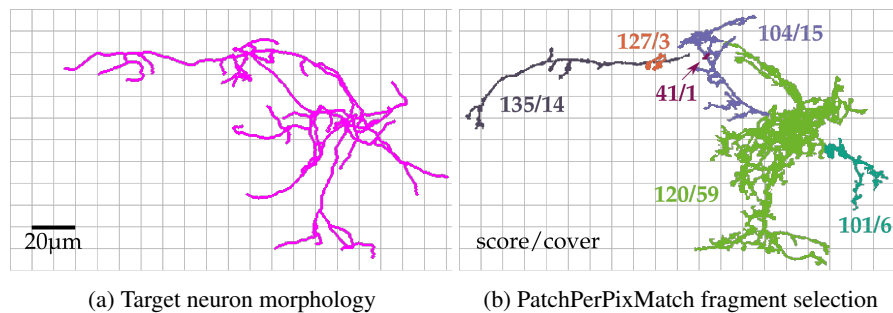 127/3
104/15
41/1
135/14
120/59
101/6
20μm
score/cover
(a) Target neuron morphology
(b) PatchPerPixMatch fragment selection